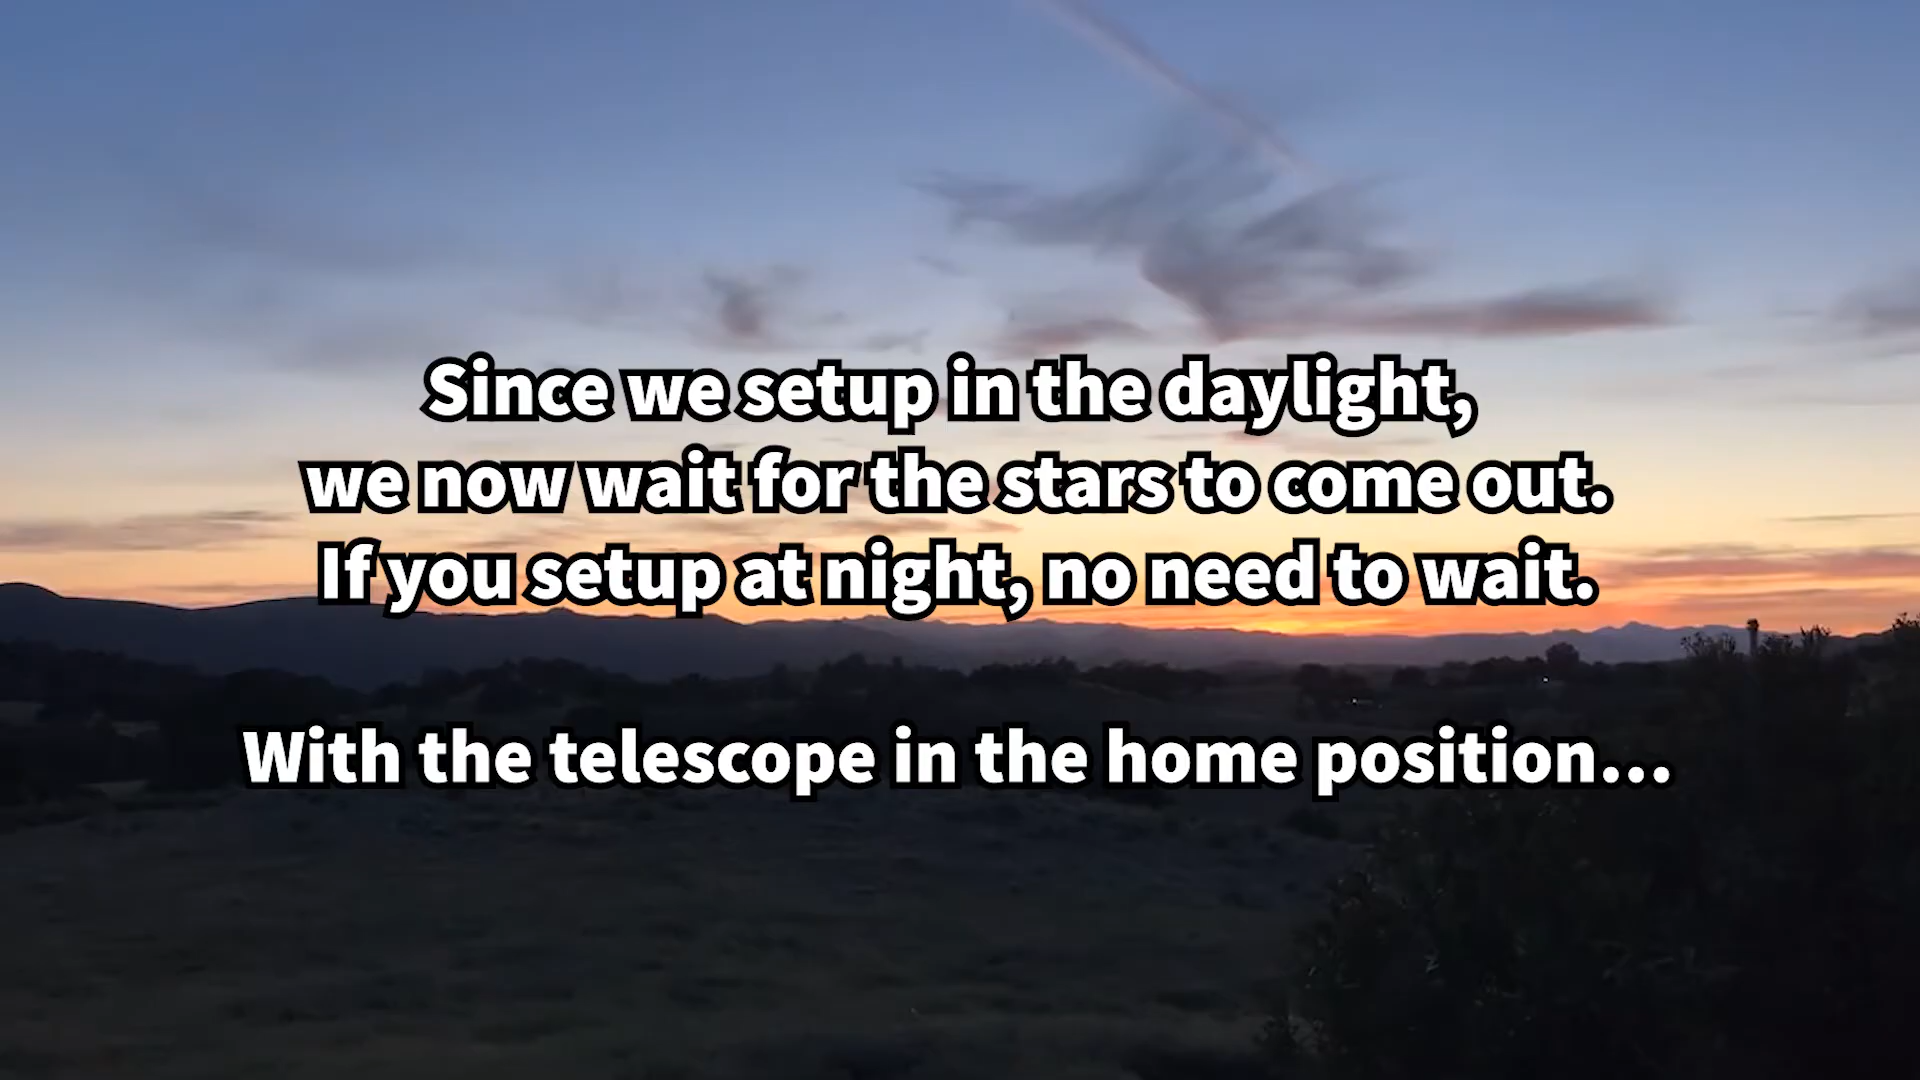 Since we setup in the daylight,
we now wait for the stars to come out.
If you setup at night, no need to wait.
With the telescope in the home position...